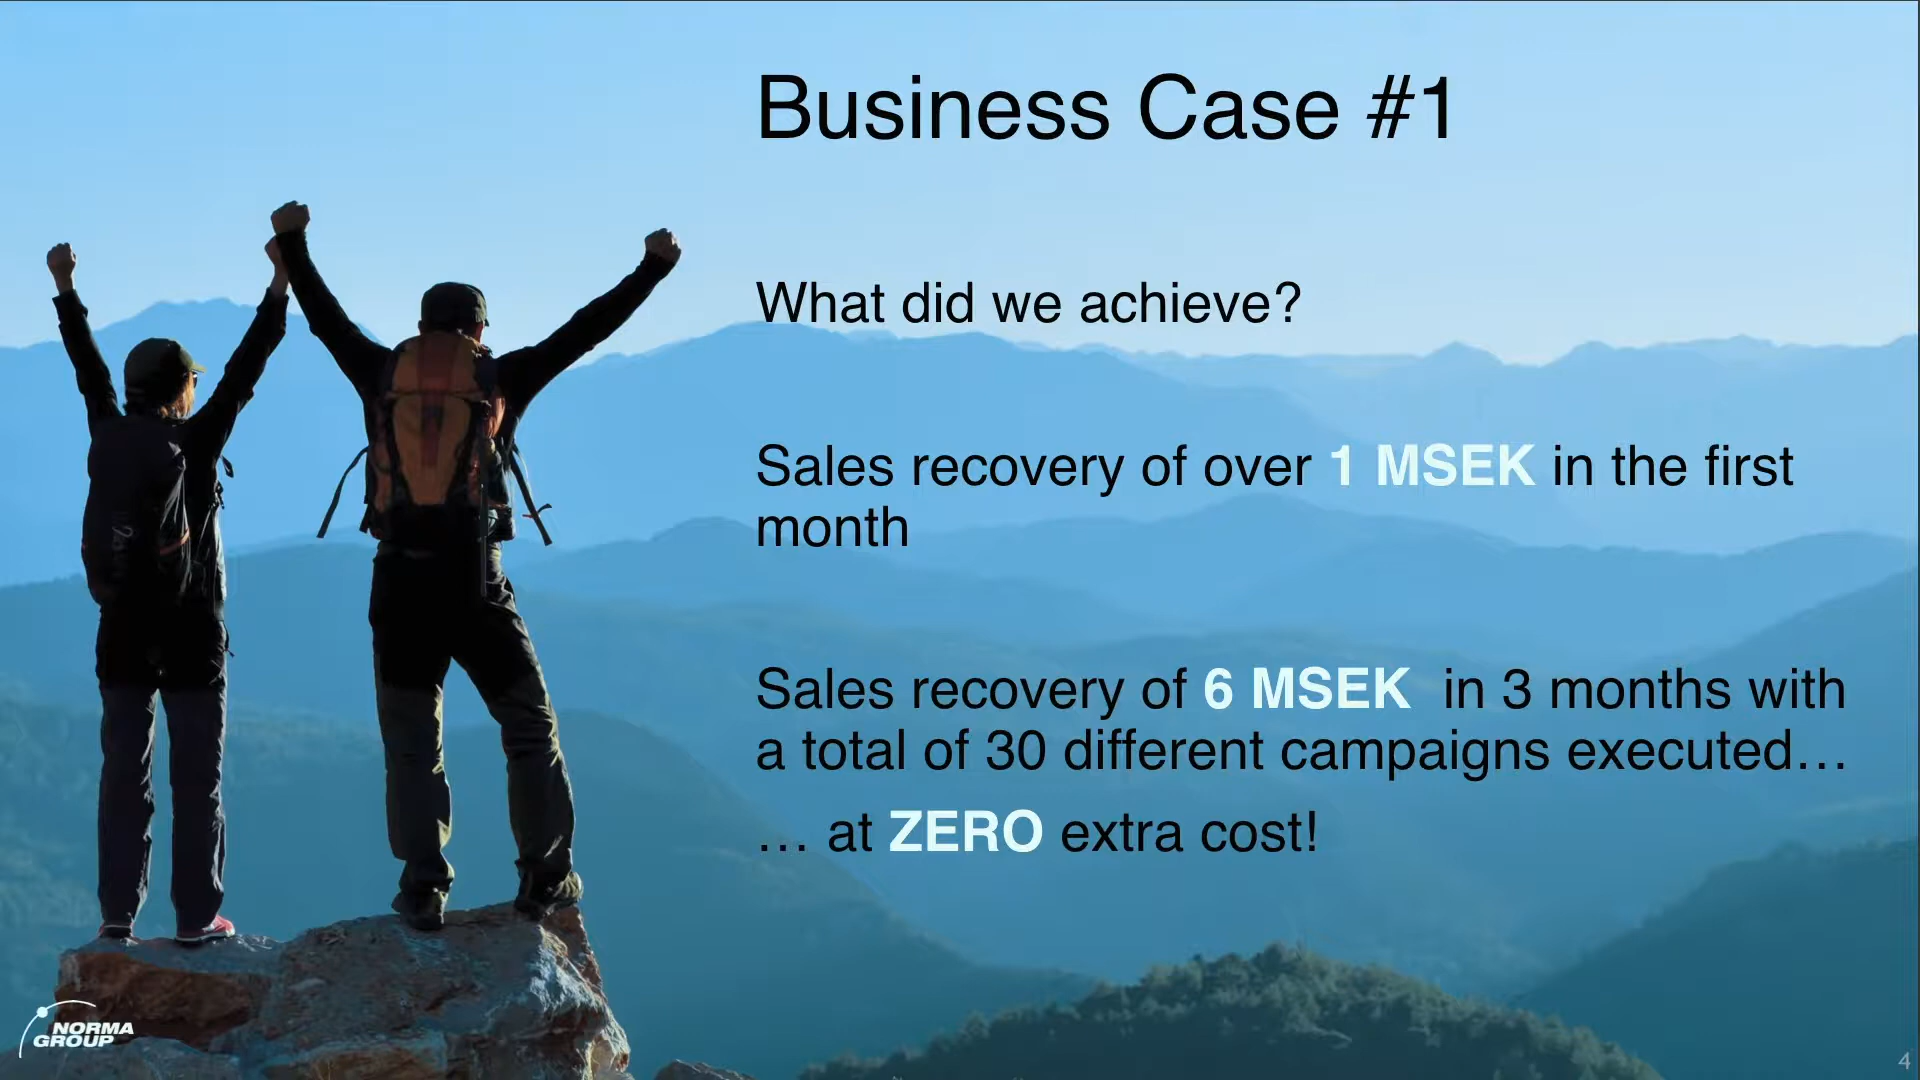 Business Case #1
What did we achieve?
Sales recovery of over 1 MSEK in the first
month
Sales recovery of 6 MSEK in 3 months with
a total of 30 different campaigns executed…
… at ZERO extra cost!
NORMA
GROUP
4